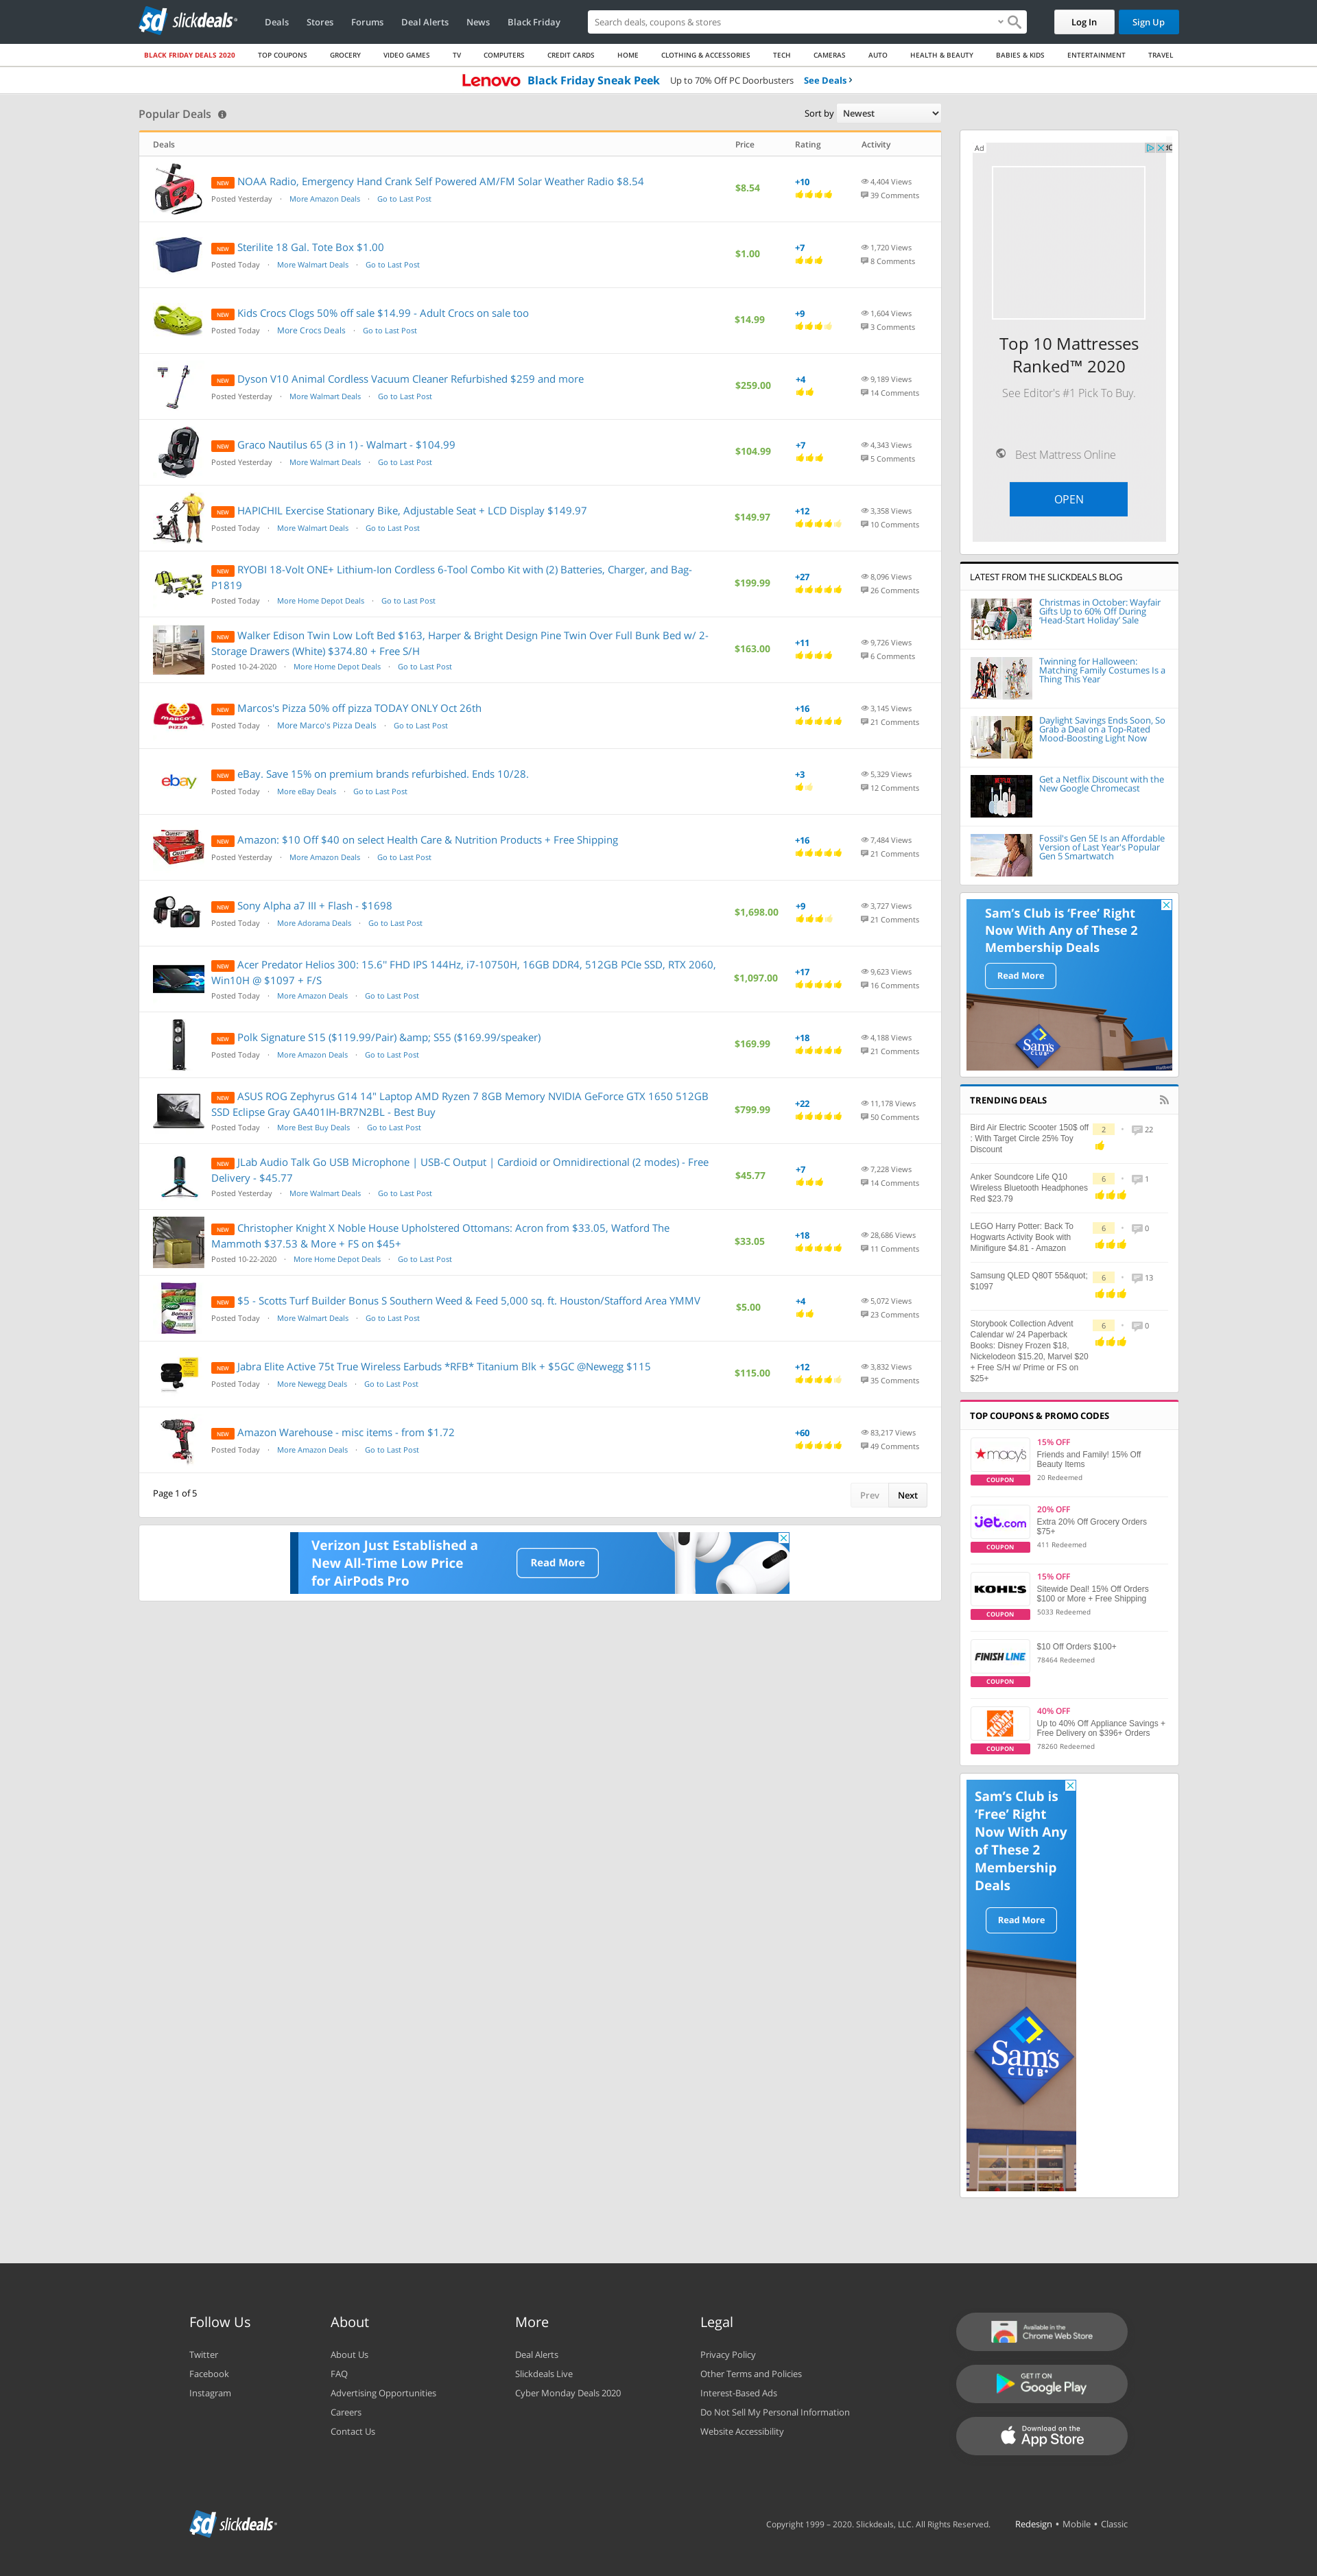 slickdeals
Deals Stores Forums Deal Alerts News Black Friday
Search deals, coupons & stores
Log In Sign Up
BLACK FRIDAY DEALS 2020 TOP COUPONS GROCERY VIDEO GAMES TV COMPUTERS CREDIT CARDS HOME CLOTHING & ACCESSORIES TECH CAMERAS AUTO HEALTH & BEAUTY BABIES & KIDS ENTERTAINMENT TRAVEL
Lenovo Black Friday Sneak Peek Up to 70% Off PC Doorbusters See Deals
Popular Deals
Sort by Newest
Deals Price Rating Activity
NEW NOAA Radio, Emergency Hand Crank Self Powered AM/FM Solar Weather Radio $8.54
Posted Yesterday · More Amazon Deals · Go to Last Post
$8.54
+10
4,404 Views
39 Comments
NEW Sterilite 18 Gal. Tote Box $1.00
Posted Today · More Walmart Deals · Go to Last Post
$1.00
+7
1,720 Views
8 Comments
NEW Kids Crocs Clogs 50% off sale $14.99 - Adult Crocs on sale too
Posted Today · More Crocs Deals · Go to Last Post
$14.99
+9
1,604 Views
3 Comments
NEW Dyson V10 Animal Cordless Vacuum Cleaner Refurbished $259 and more
Posted Yesterday · More Walmart Deals · Go to Last Post
$259.00
+4
9,189 Views
14 Comments
NEW Graco Nautilus 65 (3 in 1) - Walmart - $104.99
Posted Yesterday · More Walmart Deals · Go to Last Post
$104.99
+7
4,343 Views
5 Comments
NEW HAPICHIL Exercise Stationary Bike, Adjustable Seat + LCD Display $149.97
Posted Today · More Walmart Deals · Go to Last Post
$149.97
+12
3,358 Views
10 Comments
NEW RYOBI 18-Volt ONE+ Lithium-Ion Cordless 6-Tool Combo Kit with (2) Batteries, Charger, and Bag-
P1819
Posted Today · More Home Depot Deals · Go to Last Post
$199.99
+27
8,096 Views
26 Comments
NEW Walker Edison Twin Low Loft Bed $163, Harper & Bright Design Pine Twin Over Full Bunk Bed w/ 2-
Storage Drawers (White) $374.80 + Free S/H
Posted 10-24-2020 · More Home Depot Deals · Go to Last Post
$163.00
+11
9,726 Views
6 Comments
MARCO'S PIZZA
NEW Marcos's Pizza 50% off pizza TODAY ONLY Oct 26th
Posted Today · More Marco's Pizza Deals · Go to Last Post
+16
3,145 Views
21 Comments
ebay
NEW eBay. Save 15% on premium brands refurbished. Ends 10/28.
Posted Today · More eBay Deals · Go to Last Post
+3
5,329 Views
12 Comments
NEW Amazon: $10 Off $40 on select Health Care & Nutrition Products + Free Shipping
Posted Yesterday · More Amazon Deals · Go to Last Post
+16
7,484 Views
21 Comments
NEW Sony Alpha a7 III + Flash - $1698
Posted Today · More Adorama Deals · Go to Last Post
$1,698.00
+9
3,727 Views
21 Comments
NEW Acer Predator Helios 300: 15.6" FHD IPS 144Hz, i7-10750H, 16GB DDR4, 512GB PCIe SSD, RTX 2060,
Win10H @ $1097 + F/S
Posted Today · More Amazon Deals · Go to Last Post
$1,097.00
+17
9,623 Views
16 Comments
NEW Polk Signature S15 ($119.99/Pair) &amp; S55 ($169.99/speaker)
Posted Today · More Amazon Deals · Go to Last Post
$169.99
+18
4,188 Views
21 Comments
NEW ASUS ROG Zephyrus G14 14" Laptop AMD Ryzen 7 8GB Memory NVIDIA GeForce GTX 1650 512GB
SSD Eclipse Gray GA401IH-BR7N2BL - Best Buy
Posted Today · More Best Buy Deals · Go to Last Post
$799.99
+22
11,178 Views
50 Comments
NEW JLab Audio Talk Go USB Microphone | USB-C Output | Cardioid or Omnidirectional (2 modes) - Free
Delivery - $45.77
Posted Yesterday · More Walmart Deals · Go to Last Post
$45.77
+7
7,228 Views
14 Comments
NEW Christopher Knight X Noble House Upholstered Ottomans: Acron from $33.05, Watford The
Mammoth $37.53 & More + FS on $45+
Posted 10-22-2020 · More Home Depot Deals · Go to Last Post
$33.05
+18
28,686 Views
11 Comments
NEW $5 - Scotts Turf Builder Bonus S Southern Weed & Feed 5,000 sq. ft. Houston/Stafford Area YMMV
Posted Today · More Walmart Deals · Go to Last Post
$5.00
+4
5,072 Views
23 Comments
NEW Jabra Elite Active 75t True Wireless Earbuds *RFB* Titanium Blk + $5GC @Newegg $115
Posted Today · More Newegg Deals · Go to Last Post
$115.00
+12
3,832 Views
35 Comments
NEW Amazon Warehouse - misc items - from $1.72
Posted Today · More Amazon Deals · Go to Last Post
+60
83,217 Views
49 Comments
Page 1 of 5
Prev Next
Verizon Just Established a
New All-Time Low Price
for AirPods Pro
Read More
Ad
Top 10 Mattresses
Ranked™ 2020
See Editor's #1 Pick To Buy.
Best Mattress Online
OPEN
LATEST FROM THE SLICKDEALS BLOG
Christmas in October: Wayfair
Gifts Up to 60% Off During
'Head-Start Holiday' Sale
Twinning for Halloween:
Matching Family Costumes Is a
Thing This Year
Daylight Savings Ends Soon, So
Grab a Deal on a Top-Rated
Mood-Boosting Light Now
Get a Netflix Discount with the
New Google Chromecast
Fossil's Gen 5E Is an Affordable
Version of Last Year's Popular
Gen 5 Smartwatch
Sam's Club is 'Free' Right
Now With Any of These 2
Membership Deals
Read More
Sam's
CLUB
TRENDING DEALS
Bird Air Electric Scooter 150$ off
: With Target Circle 25% Toy
Discount
2 • 22
Anker Soundcore Life Q10
Wireless Bluetooth Headphones
Red $23.79
6 • 1
LEGO Harry Potter: Back To
Hogwarts Activity Book with
Minifigure $4.81 - Amazon
6 • 0
Samsung QLED Q80T 55&quot;
$1097
6 • 13
Storybook Collection Advent
Calendar w/ 24 Paperback
Books: Disney Frozen $18,
Nickelodeon $15.20, Marvel $20
+ Free S/H w/ Prime or FS on
$25+
6 • 0
TOP COUPONS & PROMO CODES
macy's
COUPON
15% OFF
Friends and Family! 15% Off
Beauty Items
20 Redeemed
jet.com
COUPON
20% OFF
Extra 20% Off Grocery Orders
$75+
411 Redeemed
KOHL'S
COUPON
15% OFF
Sitewide Deal! 15% Off Orders
$100 or More + Free Shipping
5033 Redeemed
FINISH LINE
COUPON
$10 Off Orders $100+
78464 Redeemed
THE HOME DEPOT
COUPON
40% OFF
Up to 40% Off Appliance Savings +
Free Delivery on $396+ Orders
78260 Redeemed
Sam's Club is
'Free' Right
Now With Any
of These 2
Membership
Deals
Read More
Sam's
CLUB
Follow Us
Twitter
Facebook
Instagram
About
About Us
FAQ
Advertising Opportunities
Careers
Contact Us
More
Deal Alerts
Slickdeals Live
Cyber Monday Deals 2020
Legal
Privacy Policy
Other Terms and Policies
Interest-Based Ads
Do Not Sell My Personal Information
Website Accessibility
Available in the
Chrome Web Store
GET IT ON
Google Play
Download on the
App Store
slickdeals
Copyright 1999 – 2020. Slickdeals, LLC. All Rights Reserved.
Redesign • Mobile • Classic